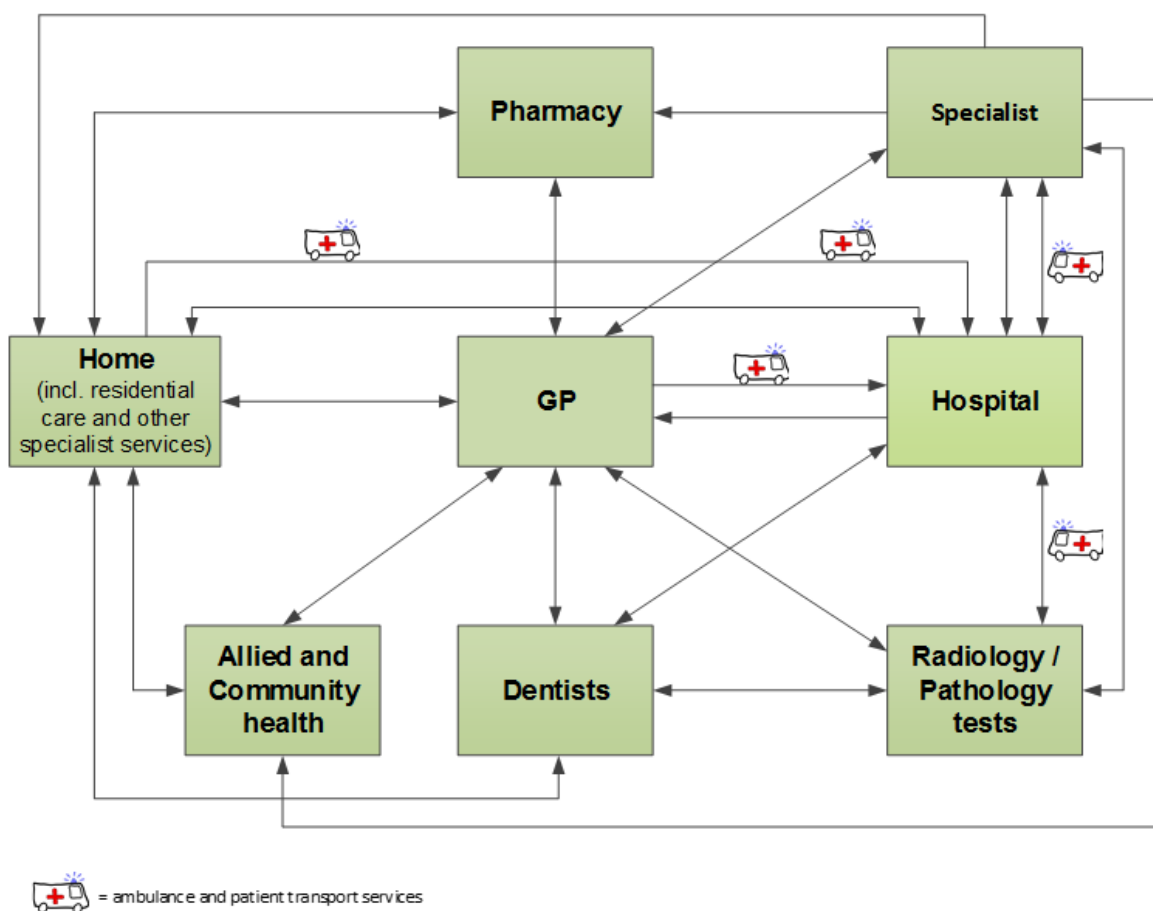 Pharmacy
Specialist
Home
(incl. residential
care and other
specialist services)
GP
Hospital
Allied and
Community
health
Dentists
Radiology /
Pathology
tests
= ambulance and patient transport services